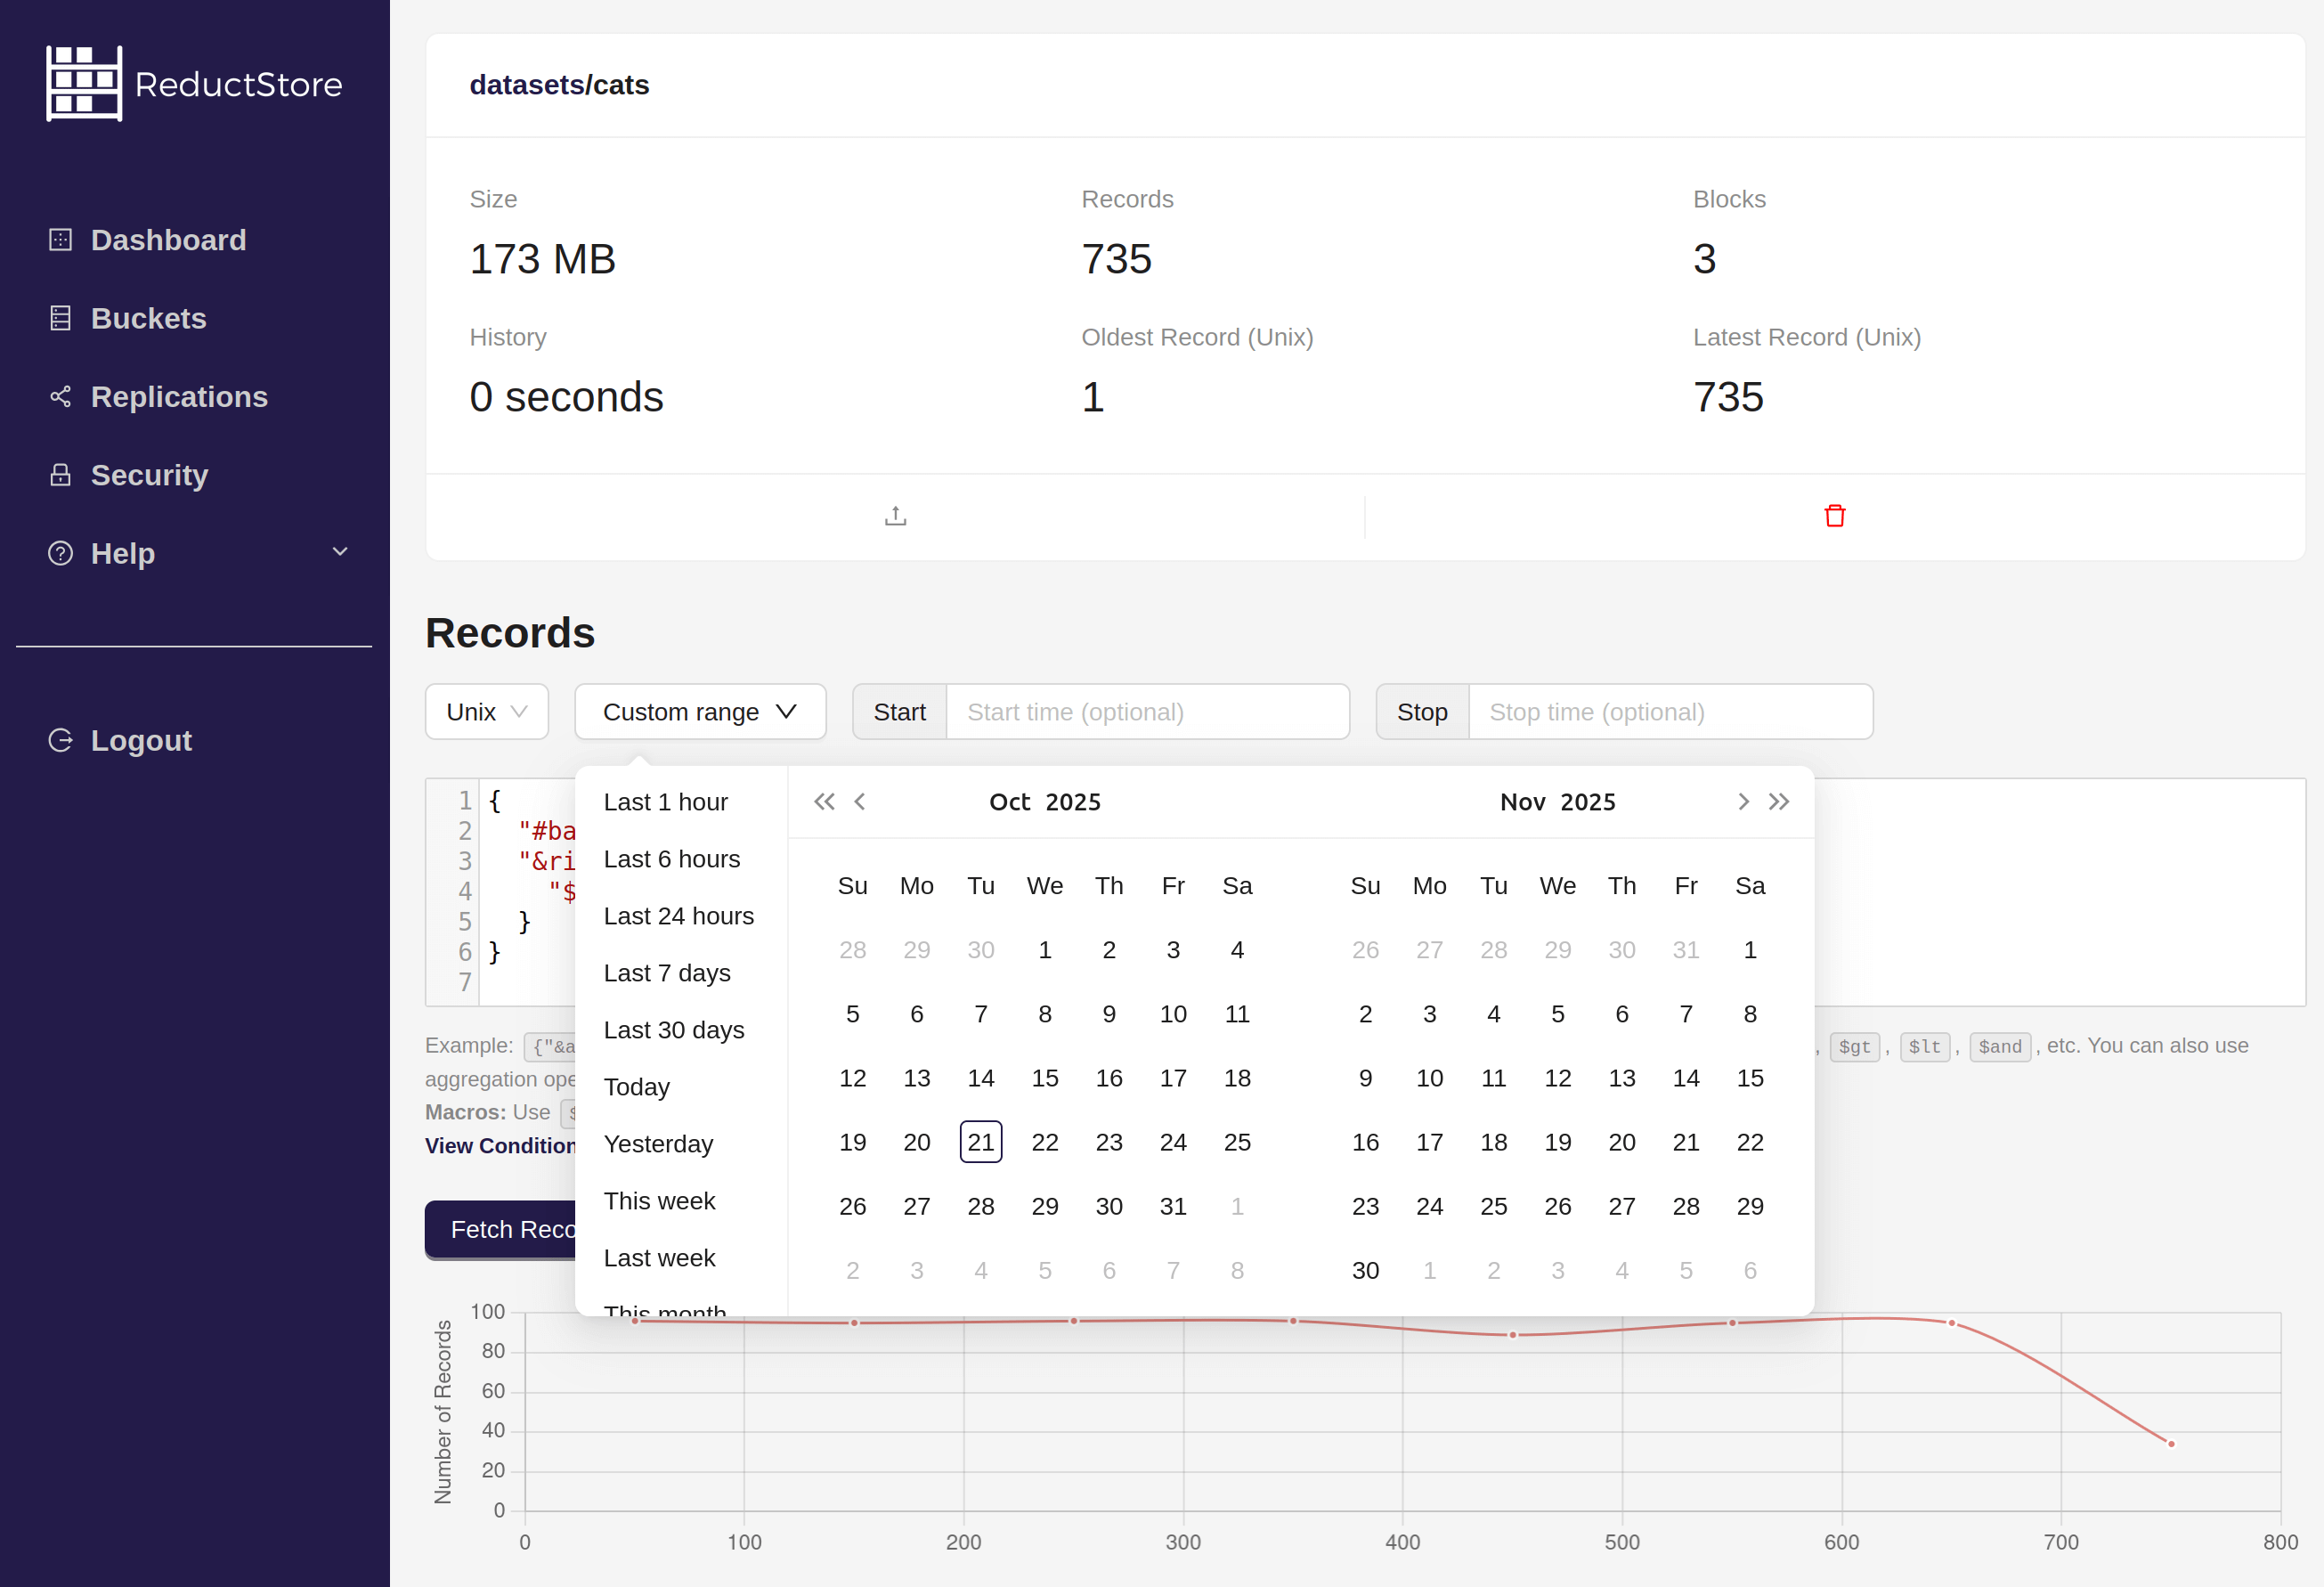 ReductStore
Dashboard
Buckets
Replications
Security
Help
Logout
datasets/cats
Size Records Blocks
173 MB 735 3
History Oldest Record (Unix) Latest Record (Unix)
0 seconds 1 735
Records
Unix Custom range Start Start time (optional) Stop Stop time (optional)
1 {
2 "#ba
3 "&ri
4 "$
5 }
6 }
7
Example: {"&a
, $gt, $lt, $and, etc. You can also use
aggregation ope
Macros: Use $
View Condition
Fetch Reco
Last 1 hour
Last 6 hours
Last 24 hours
Last 7 days
Last 30 days
Today
Yesterday
This week
Last week
This month
Oct 2025
Su Mo Tu We Th Fr Sa
28 29 30 1 2 3 4
5 6 7 8 9 10 11
12 13 14 15 16 17 18
19 20 21 22 23 24 25
26 27 28 29 30 31 1
2 3 4 5 6 7 8
Nov 2025
Su Mo Tu We Th Fr Sa
26 27 28 29 30 31 1
2 3 4 5 6 7 8
9 10 11 12 13 14 15
16 17 18 19 20 21 22
23 24 25 26 27 28 29
30 1 2 3 4 5 6
Number of Records
100
80
60
40
20
0
0 100 200 300 400 500 600 700 800